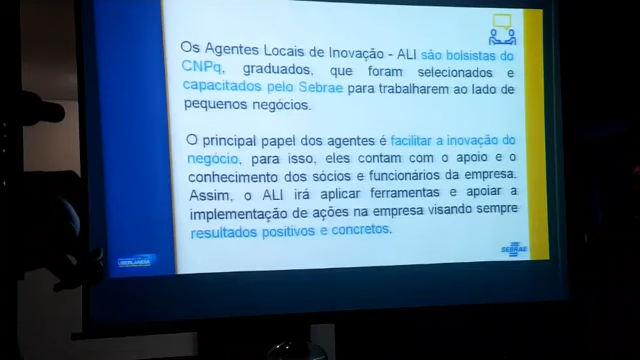 Os Agentes Locais de Inovação - ALI são bolsistas do
CNPq, graduados, que foram selecionados e
capacitados pelo Sebrae para trabalharem ao lado de
pequenos negócios.
O principal papel dos agentes é facilitar a inovação do
negócio, para isso, eles contam com o apoio e o
conhecimento dos sócios e funcionários da empresa.
Assim, o ALI irá aplicar ferramentas e apoiar a
implementação de ações na empresa visando sempre
resultados positivos e concretos.
UBERLÂNDIA
SEBRAE